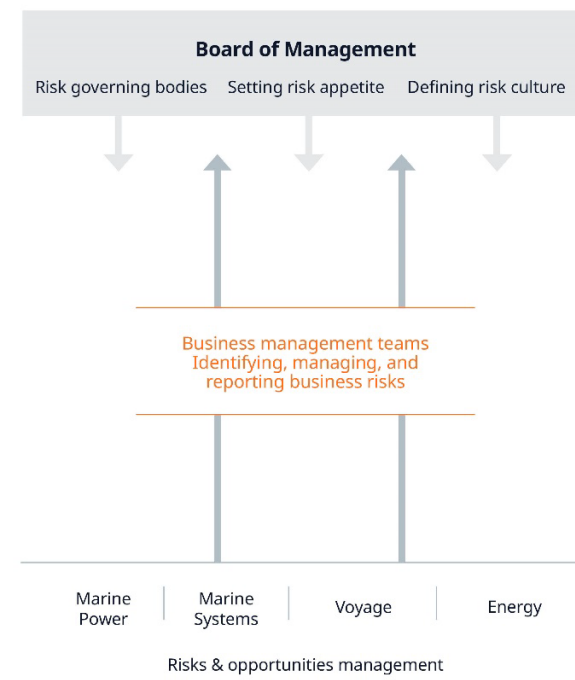 Board of Management
Risk governing bodies Setting risk appetite Defining risk culture
Business management teams
Identifying, managing, and
reporting business risks
Marine
Power
Marine
Systems
Voyage
Energy
Risks & opportunities management